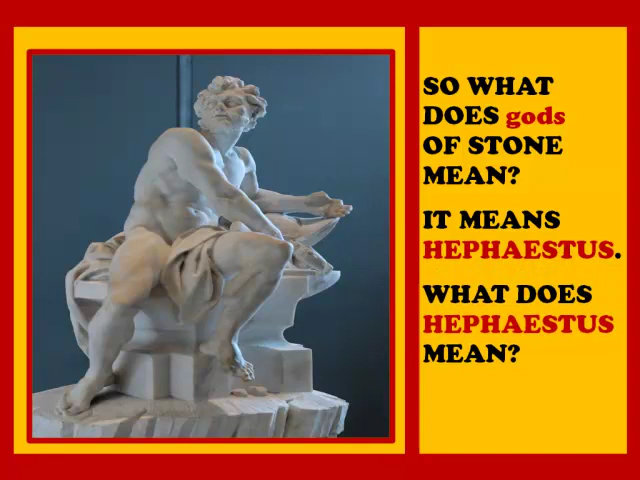 SO WHAT
DOES gods
OF STONE
MEAN?
IT MEANS
HEPHAESTUS.
WHAT DOES
HEPHAESTUS
MEAN?